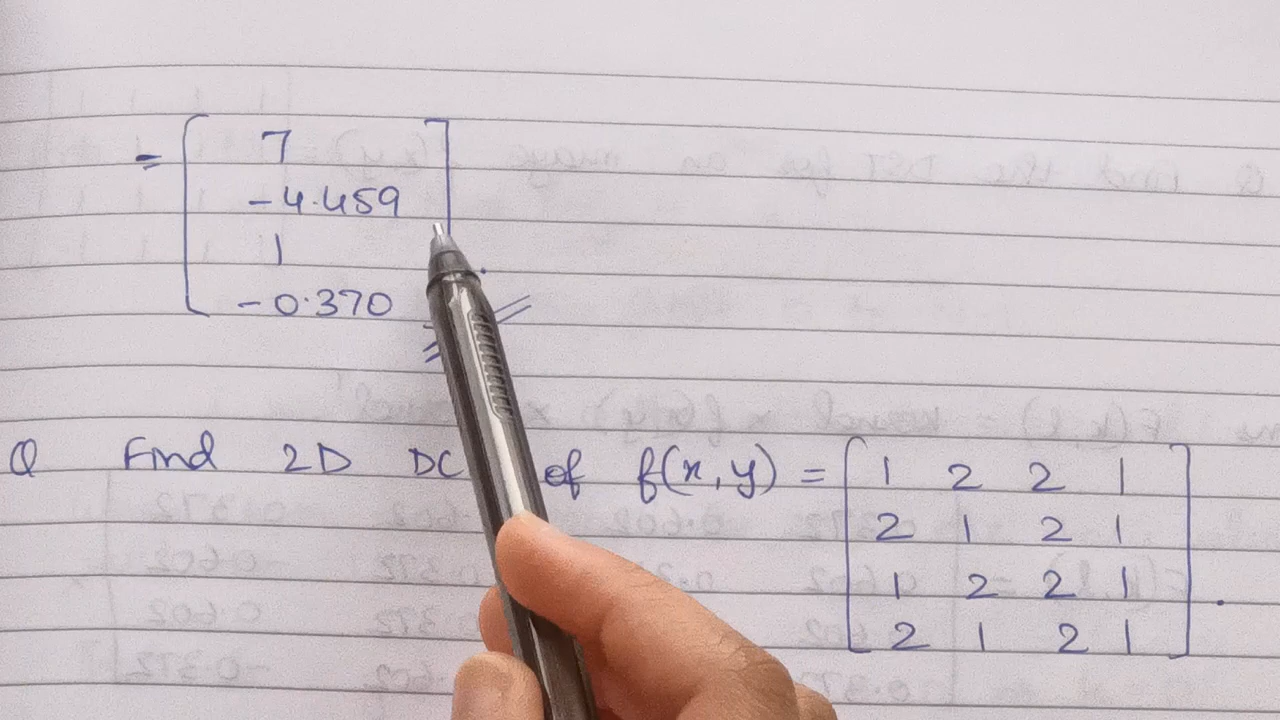 = [ 7
- 4.459
1
- 0.370 ]
Q Find 2D DC of f(x,y) = [ 1 2 2 1
2 1 2 1
1 2 2 1
2 1 2 1 ] .